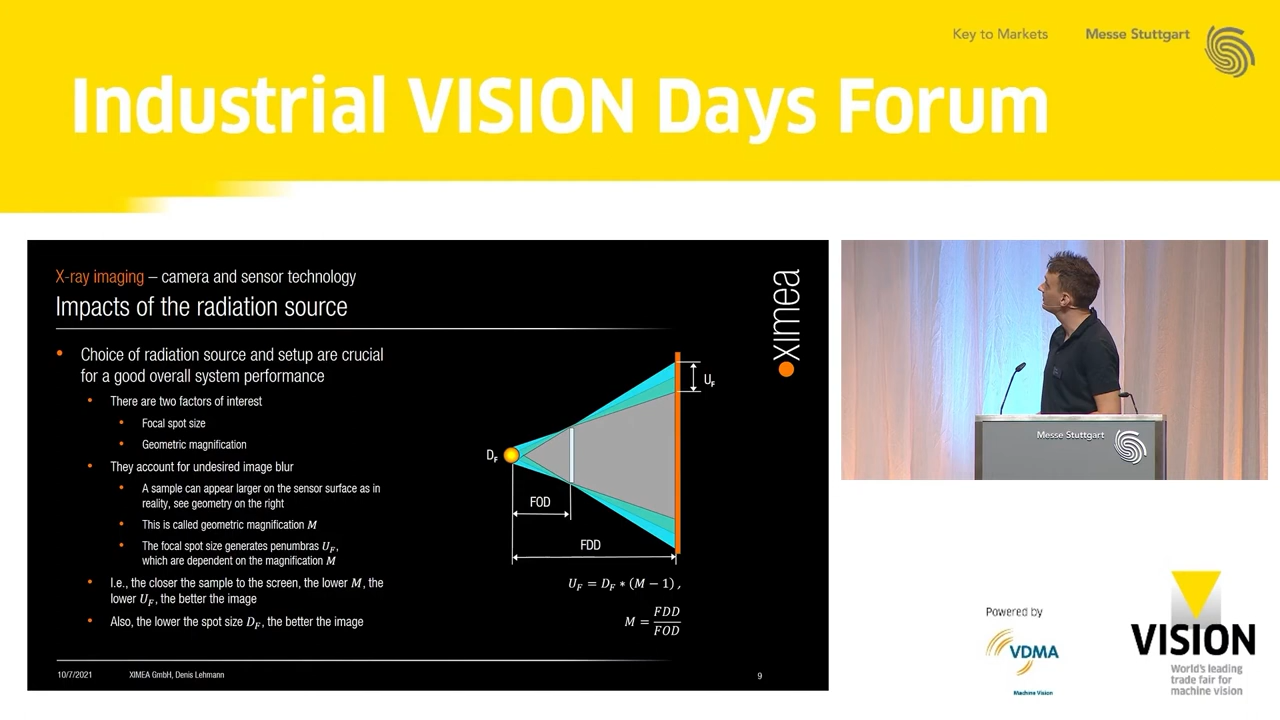 Key to Markets
Messe Stuttgart
Industrial VISION Days Forum
X-ray imaging – camera and sensor technology
Impacts of the radiation source
ximea
• Choice of radiation source and setup are crucial
for a good overall system performance
• There are two factors of interest
• Focal spot size
• Geometric magnification
• They account for undesired image blur
• A sample can appear larger on the sensor surface as in
reality, see geometry on the right
• This is called geometric magnification M
• The focal spot size generates penumbras U_F,
which are dependent on the magnification M
• I.e., the closer the sample to the screen, the lower M, the
lower U_F, the better the image
• Also, the lower the spot size D_F, the better the image
U_F
D_F
FOD
FDD
U_F = D_F * (M − 1) ,
M = FDD / FOD
10/7/2021
XIMEA GmbH, Denis Lehmann
9
Messe Stuttgart
Powered by
VDMA
Machine Vision
VISION
World's leading
trade fair for
machine vision